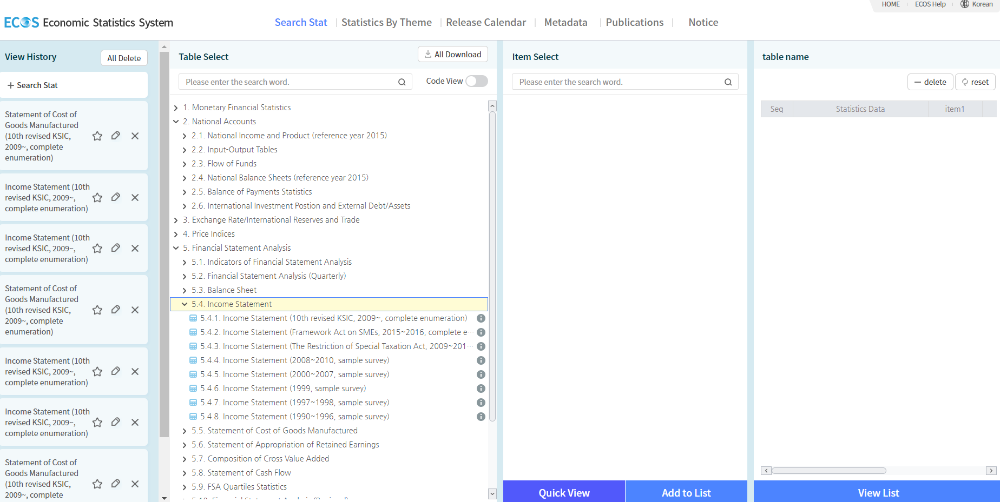 HOME
ECOS Help
Korean
ECOS Economic Statistics System
Search Stat
Statistics By Theme
Release Calendar
Metadata
Publications
Notice
View History
All Delete
+ Search Stat
Statement of Cost of
Goods Manufactured
(10th revised KSIC,
2009~, complete
enumeration)
Income Statement (10th
revised KSIC, 2009~,
complete enumeration)
Income Statement (10th
revised KSIC, 2009~,
complete enumeration)
Statement of Cost of
Goods Manufactured
(10th revised KSIC,
2009~, complete
enumeration)
Income Statement (10th
revised KSIC, 2009~,
complete enumeration)
Income Statement (10th
revised KSIC, 2009~,
complete enumeration)
Statement of Cost of
Goods Manufactured
(10th revised KSIC,
2009~, complete
Table Select
All Download
Please enter the search word.
Code View
1. Monetary Financial Statistics
2. National Accounts
2.1. National Income and Product (reference year 2015)
2.2. Input-Output Tables
2.3. Flow of Funds
2.4. National Balance Sheets (reference year 2015)
2.5. Balance of Payments Statistics
2.6. International Investment Postion and External Debt/Assets
3. Exchange Rate/International Reserves and Trade
4. Price Indices
5. Financial Statement Analysis
5.1. Indicators of Financial Statement Analysis
5.2. Financial Statement Analysis (Quarterly)
5.3. Balance Sheet
5.4. Income Statement
5.4.1. Income Statement (10th revised KSIC, 2009~, complete enumeration)
5.4.2. Income Statement (Framework Act on SMEs, 2015~2016, complete e···
5.4.3. Income Statement (The Restriction of Special Taxation Act, 2009~201···
5.4.4. Income Statement (2008~2010, sample survey)
5.4.5. Income Statement (2000~2007, sample survey)
5.4.6. Income Statement (1999, sample survey)
5.4.7. Income Statement (1997~1998, sample survey)
5.4.8. Income Statement (1990~1996, sample survey)
5.5. Statement of Cost of Goods Manufactured
5.6. Statement of Appropriation of Retained Earnings
5.7. Composition of Cross Value Added
5.8. Statement of Cash Flow
5.9. FSA Quartiles Statistics
Item Select
Please enter the search word.
Quick View
Add to List
table name
delete
reset
Seq
Statistics Data
item1
View List